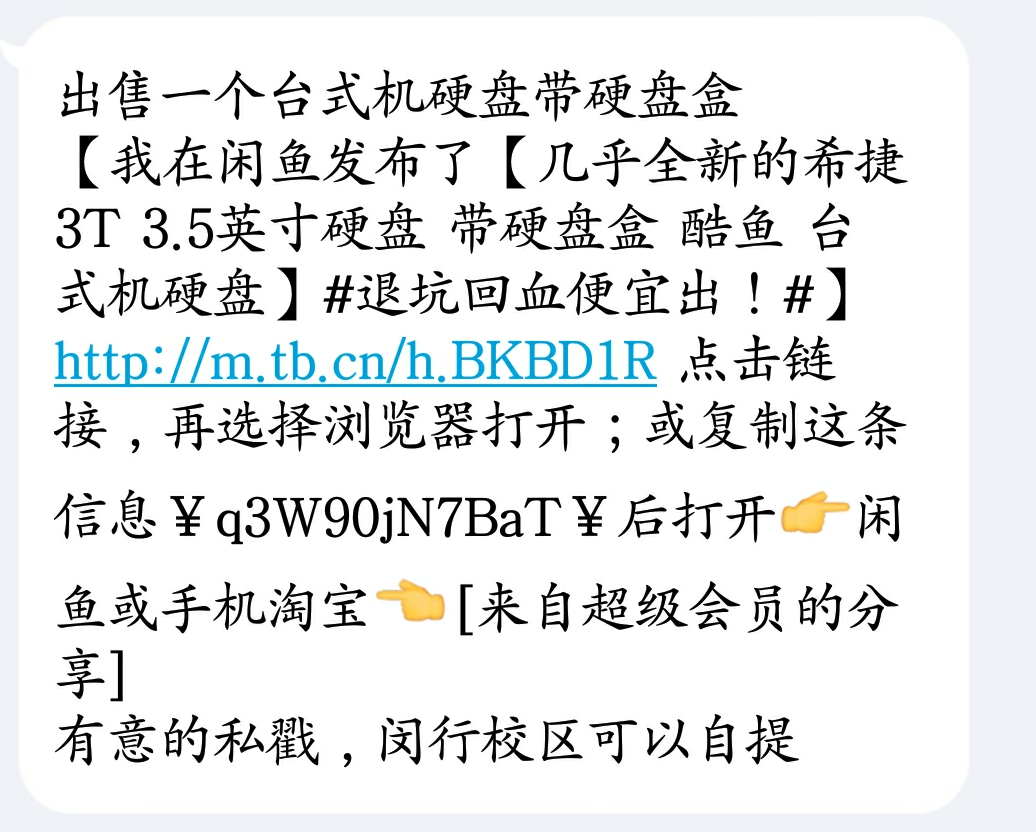 出售一个台式机硬盘带硬盘盒
【我在闲鱼发布了【几乎全新的希捷
3T 3.5英寸硬盘 带硬盘盒 酷鱼 台
式机硬盘】#退坑回血便宜出！#】
http://m.tb.cn/h.BKBD1R 点击链
接，再选择浏览器打开；或复制这条
信息￥q3W90jN7BaT￥后打开👉闲
鱼或手机淘宝👈[来自超级会员的分
享]
有意的私戳，闵行校区可以自提